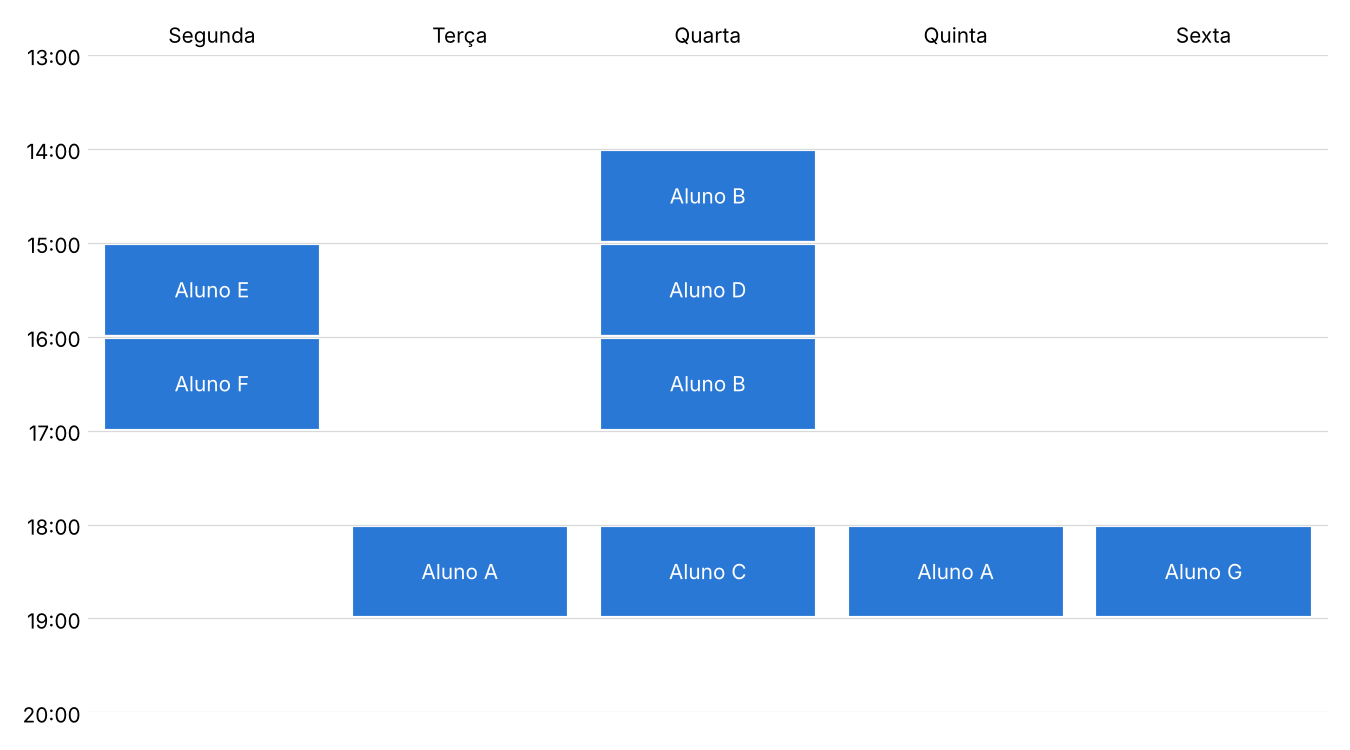 Segunda Terça Quarta Quinta Sexta
13:00
14:00
Aluno B
15:00
Aluno E Aluno D
16:00
Aluno F Aluno B
17:00
18:00
Aluno A Aluno C Aluno A Aluno G
19:00
20:00